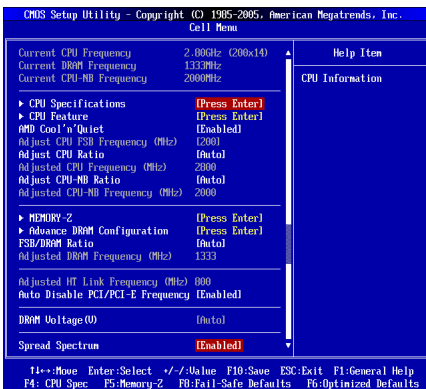 CMOS Setup Utility - Copyright (C) 1985-2005, American Megatrends, Inc.
Cell Menu
Current CPU Frequency 2.80GHz (200x14)
Current DRAM Frequency 1333MHz
Current CPU-NB Frequency 2000MHz
▶ CPU Specifications [Press Enter]
▶ CPU Feature [Press Enter]
AMD Cool'n'Quiet [Enabled]
Adjust CPU FSB Frequency (MHz) [200]
Adjust CPU Ratio [Auto]
Adjusted CPU Frequency (MHz) 2800
Adjust CPU-NB Ratio [Auto]
Adjusted CPU-NB Frequency (MHz) 2000
▶ MEMORY-Z [Press Enter]
▶ Advance DRAM Configuration [Press Enter]
FSB/DRAM Ratio [Auto]
Adjusted DRAM Frequency (MHz) 1333
Adjusted HT Link Frequency (MHz) 800
Auto Disable PCI/PCI-E Frequency [Enabled]
DRAM Voltage(V) [Auto]
Spread Spectrum [Enabled]
Help Item
CPU Information
↑↓←→:Move Enter:Select +/-/:Value F10:Save ESC:Exit F1:General Help
F4: CPU Spec F5:Memory-Z F8:Fail-Safe Defaults F6:Optimized Defaults